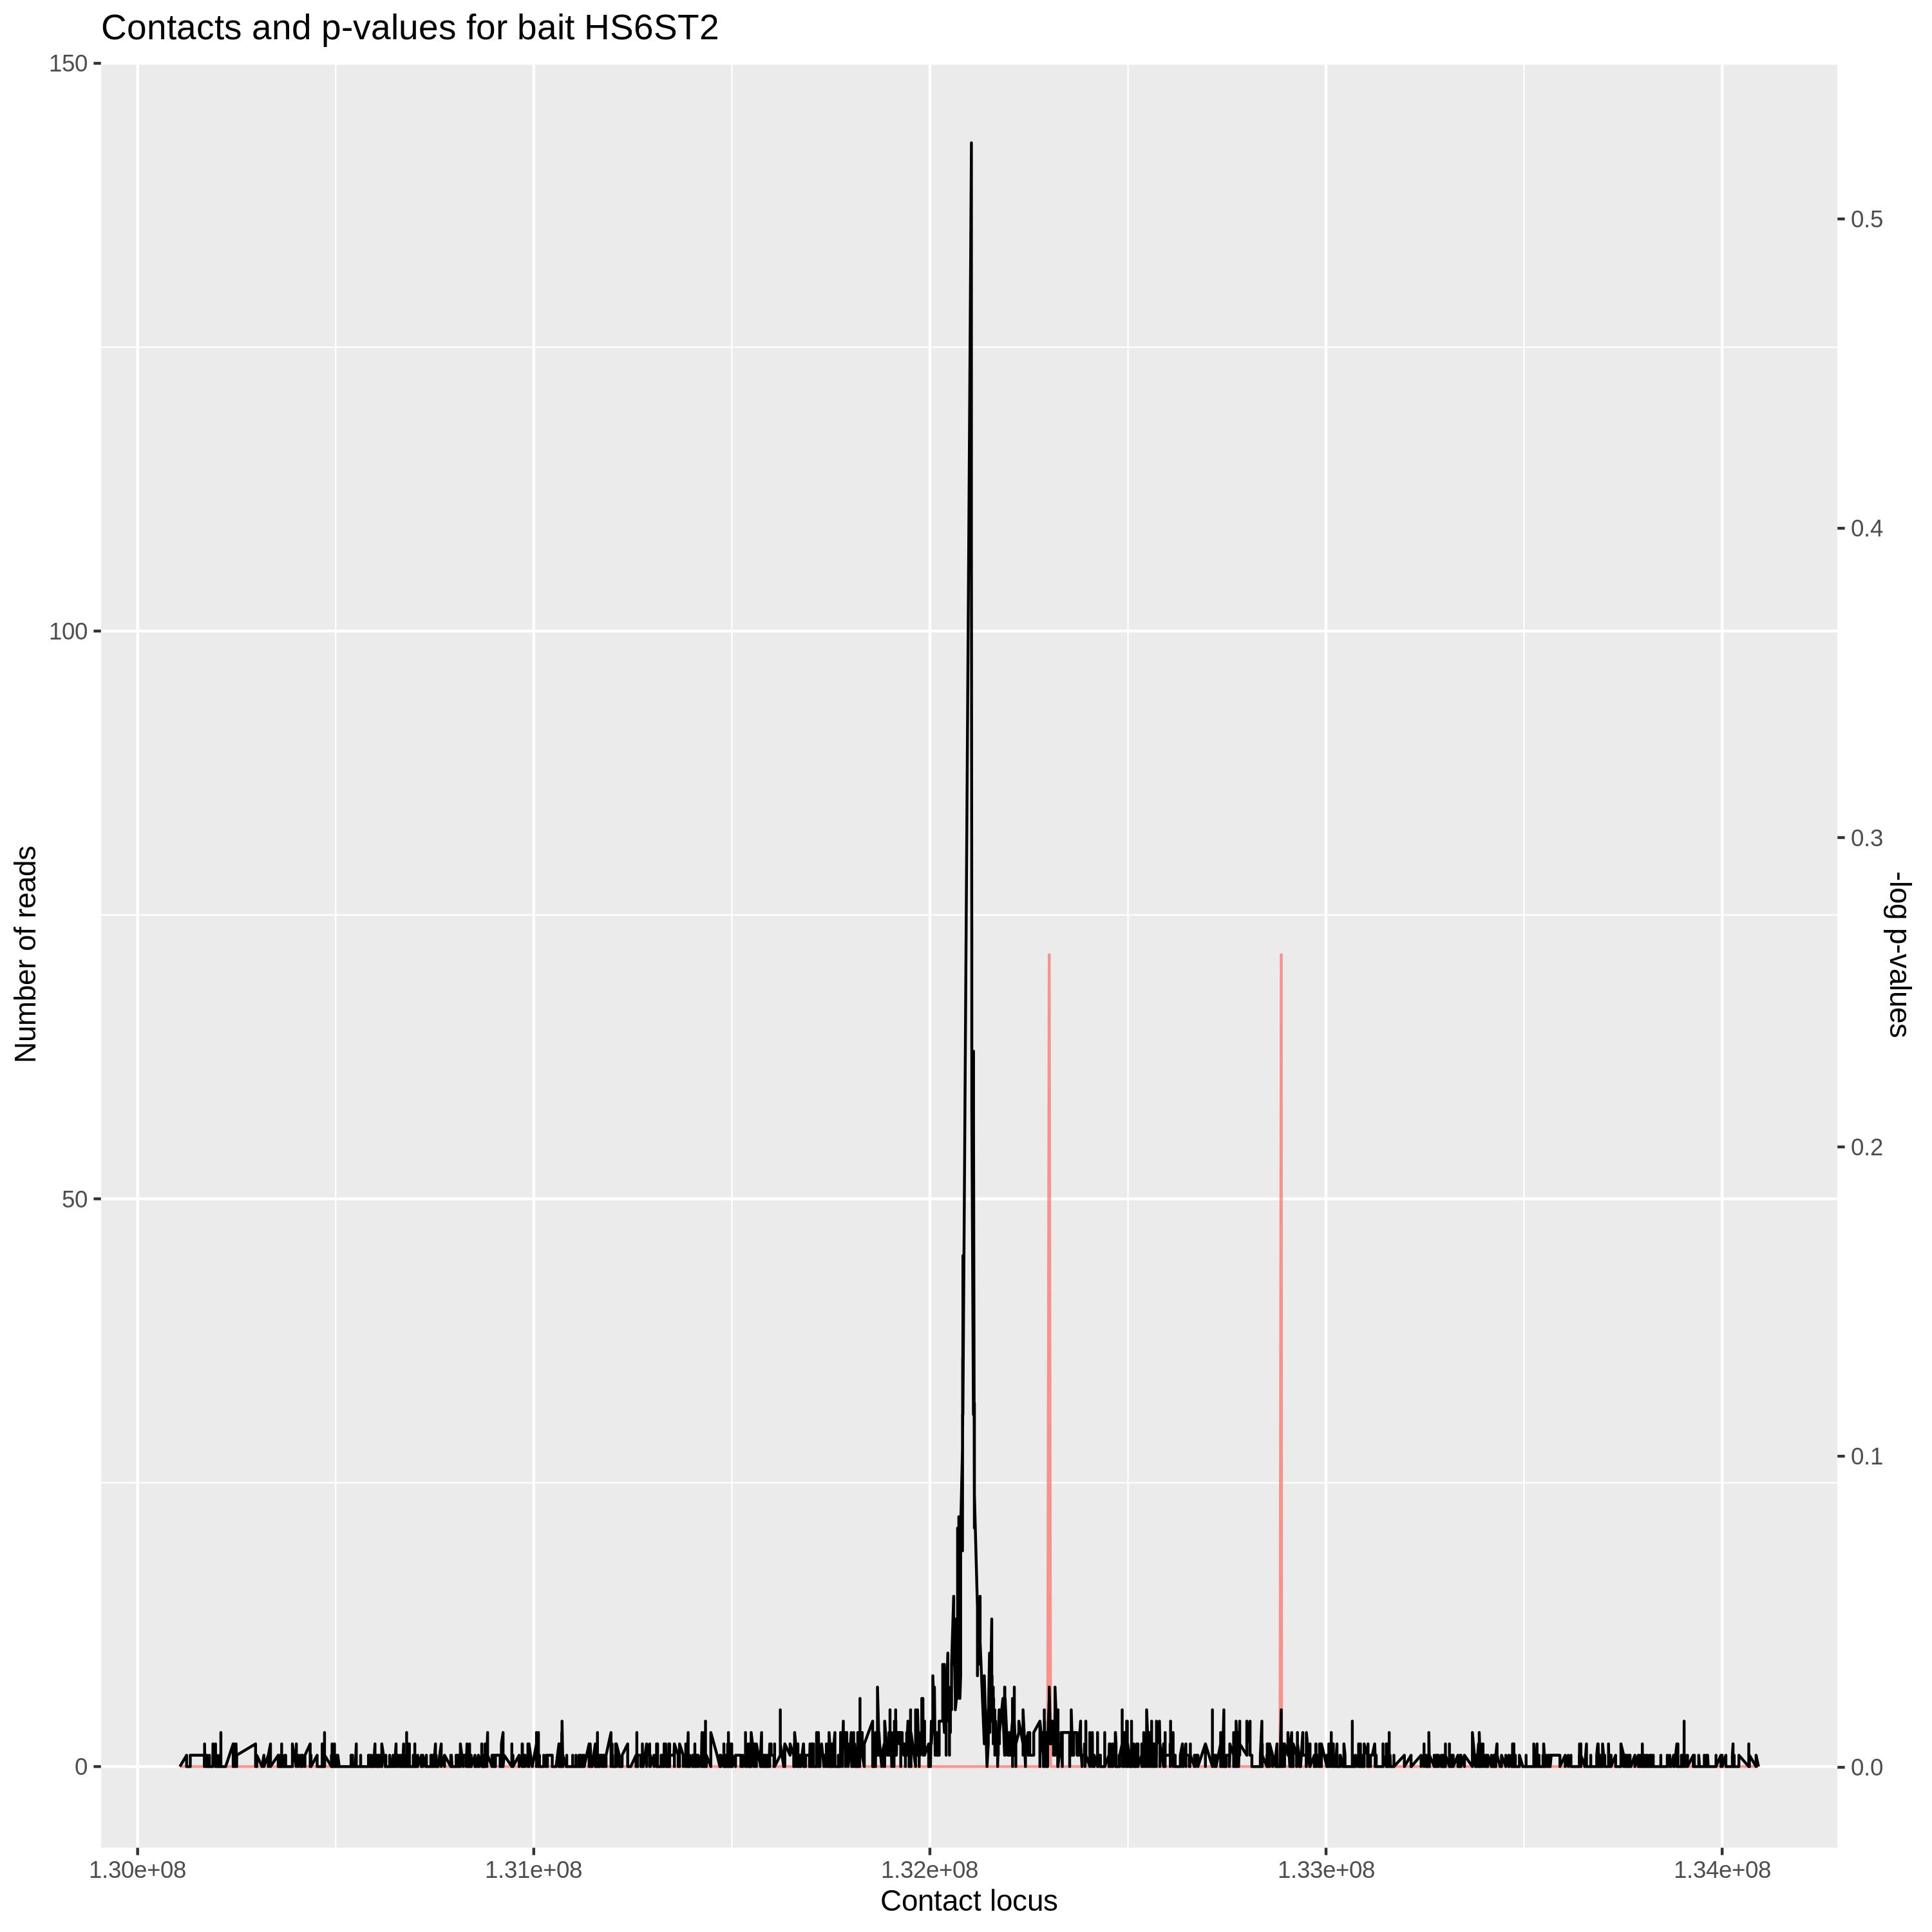 Contacts and p-values for bait HS6ST2
150
100
50
0
Number of reads
0.5
0.4
0.3
0.2
0.1
0.0
-log p-values
1.30e+08 1.31e+08 1.32e+08 1.33e+08 1.34e+08
Contact locus